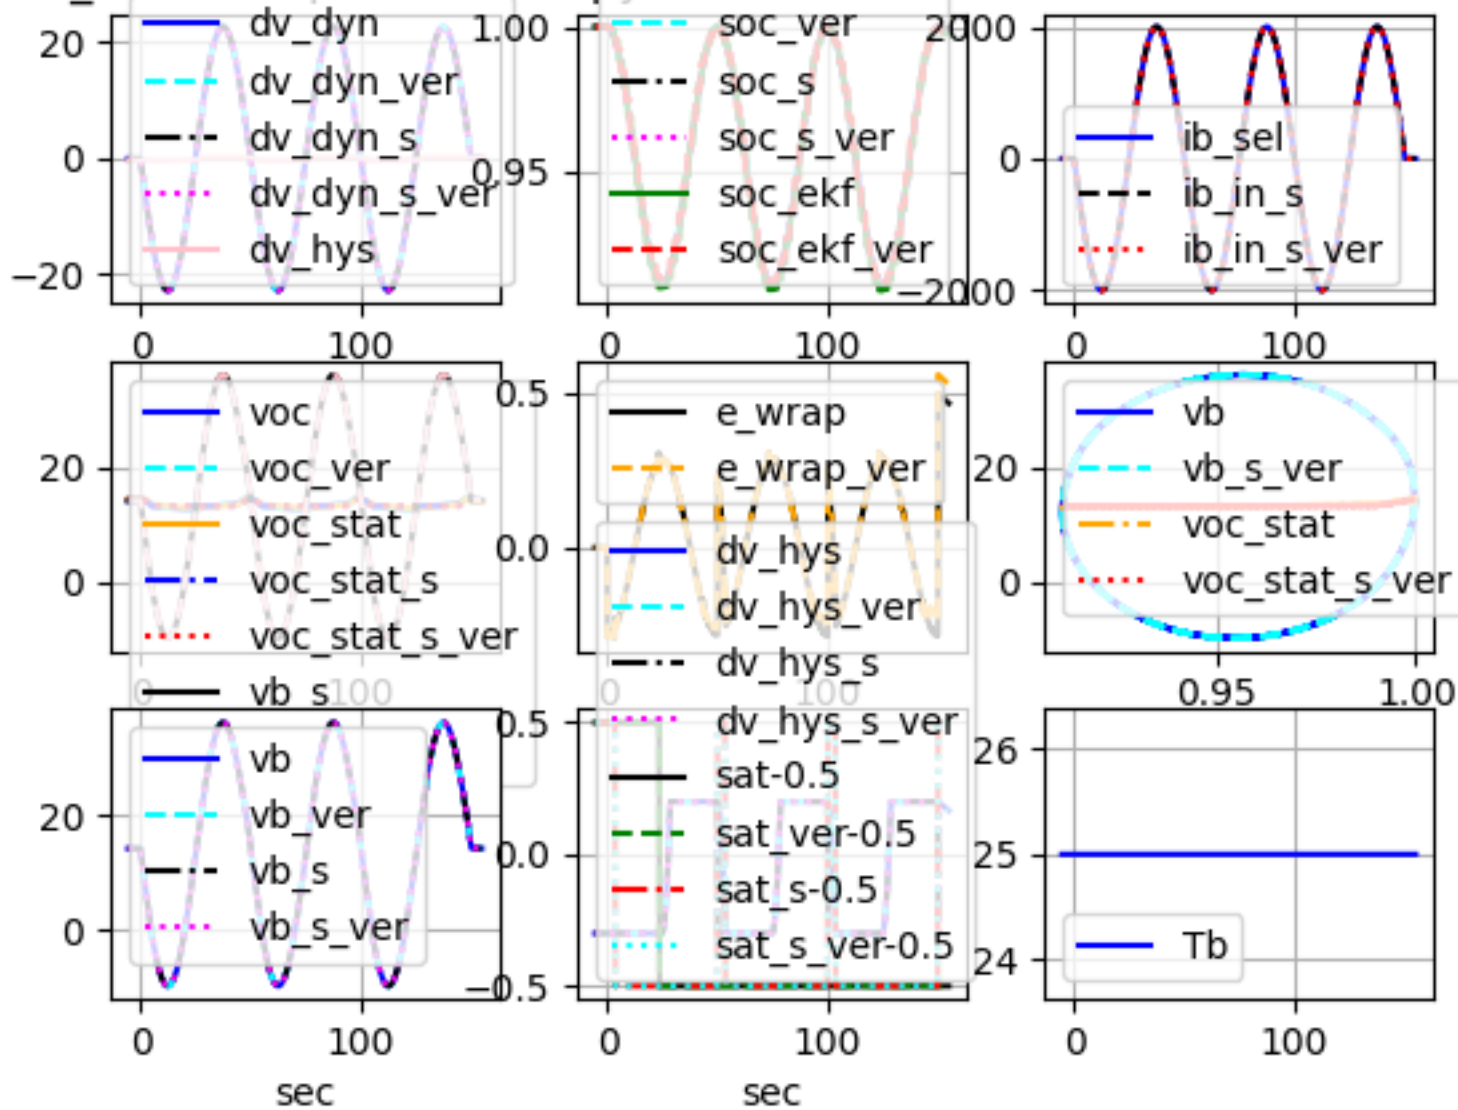 20
0
−20
dv_dyn
dv_dyn_ver
dv_dyn_s
dv_dyn_s_ver
dv_hys
0
100
1.00
0.95
soc_ver
soc_s
soc_s_ver
soc_ekf
soc_ekf_ver
0
100
2000
0
−2000
ib_sel
ib_in_s
ib_in_s_ver
0
100
20
0
voc
voc_ver
voc_stat
voc_stat_s
voc_stat_s_ver
vb_s
0
100
0.5
0.0
e_wrap
e_wrap_ver
0
100
20
0
vb
vb_s_ver
voc_stat
voc_stat_s_ver
0.95
1.00
20
0
vb
vb_ver
vb_s
vb_s_ver
0
100
sec
0.5
0.0
−0.5
dv_hys
dv_hys_ver
dv_hys_s
dv_hys_s_ver
sat-0.5
sat_ver-0.5
sat_s-0.5
sat_s_ver-0.5
0
100
sec
26
25
24
Tb
0
100